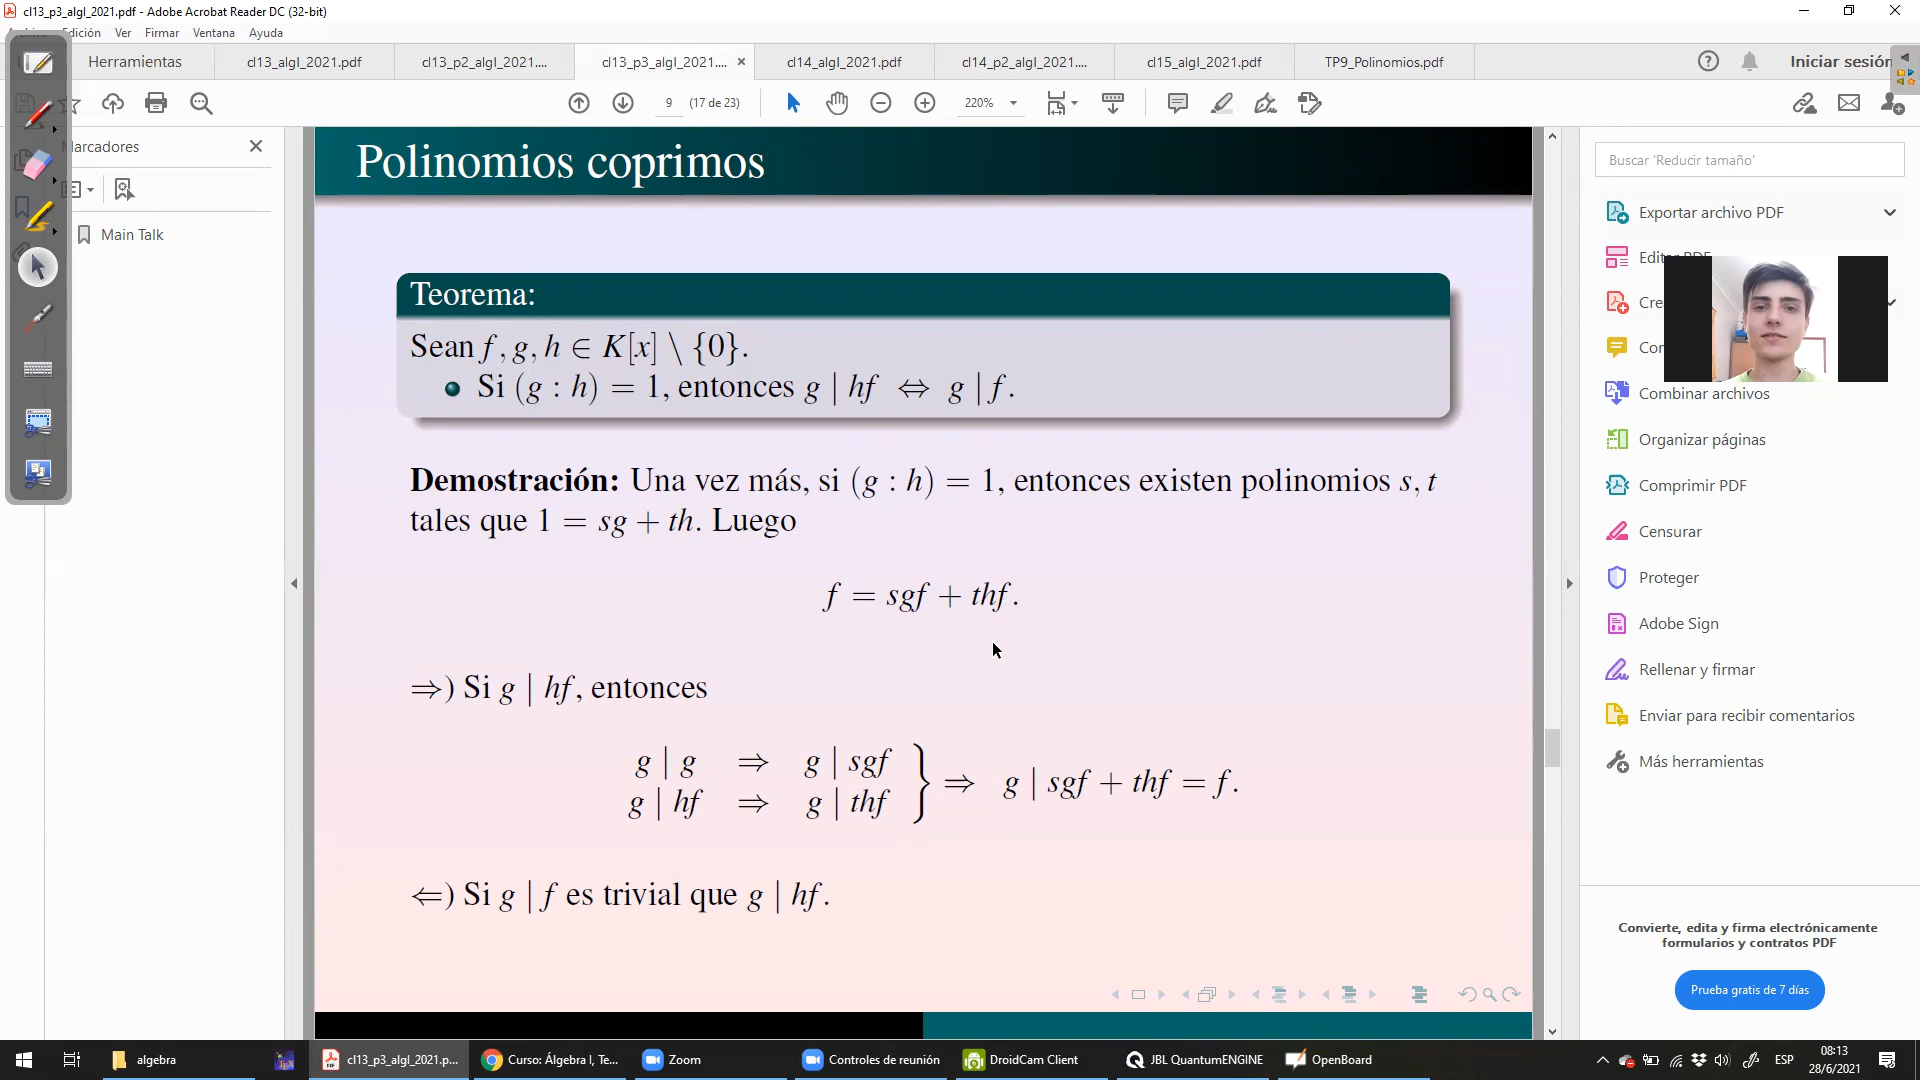 cl13_p3_algI_2021.pdf - Adobe Acrobat Reader DC (32-bit)
Edición Ver Firmar Ventana Ayuda
Herramientas cl13_algI_2021.pdf cl13_p2_algI_2021.... cl13_p3_algI_2021.... cl14_algI_2021.pdf cl14_p2_algI_2021.... cl15_algI_2021.pdf TP9_Polinomios.pdf Iniciar sesión
9 (17 de 23) 220%
Marcadores
Main Talk
Polinomios coprimos
Teorema:
Sean f, g, h ∈ K[x] \ {0}.
Si (g : h) = 1, entonces g | hf ⇔ g | f.
Demostración: Una vez más, si (g : h) = 1, entonces existen polinomios s, t
tales que 1 = sg + th. Luego
f = sgf + thf.
⇒) Si g | hf, entonces
g | g ⇒ g | sgf
g | hf ⇒ g | thf
} ⇒ g | sgf + thf = f.
⇐) Si g | f es trivial que g | hf.
Buscar 'Reducir tamaño'
Exportar archivo PDF
Editar PDF
Cre
Con
Combinar archivos
Organizar páginas
Comprimir PDF
Censurar
Proteger
Adobe Sign
Rellenar y firmar
Enviar para recibir comentarios
Más herramientas
Convierte, edita y firma electrónicamente
formularios y contratos PDF
Prueba gratis de 7 días
algebra cl13_p3_algI_2021.p... Curso: Álgebra I, Te... Zoom Controles de reunión DroidCam Client JBL QuantumENGINE OpenBoard ESP 08:13
28/6/2021